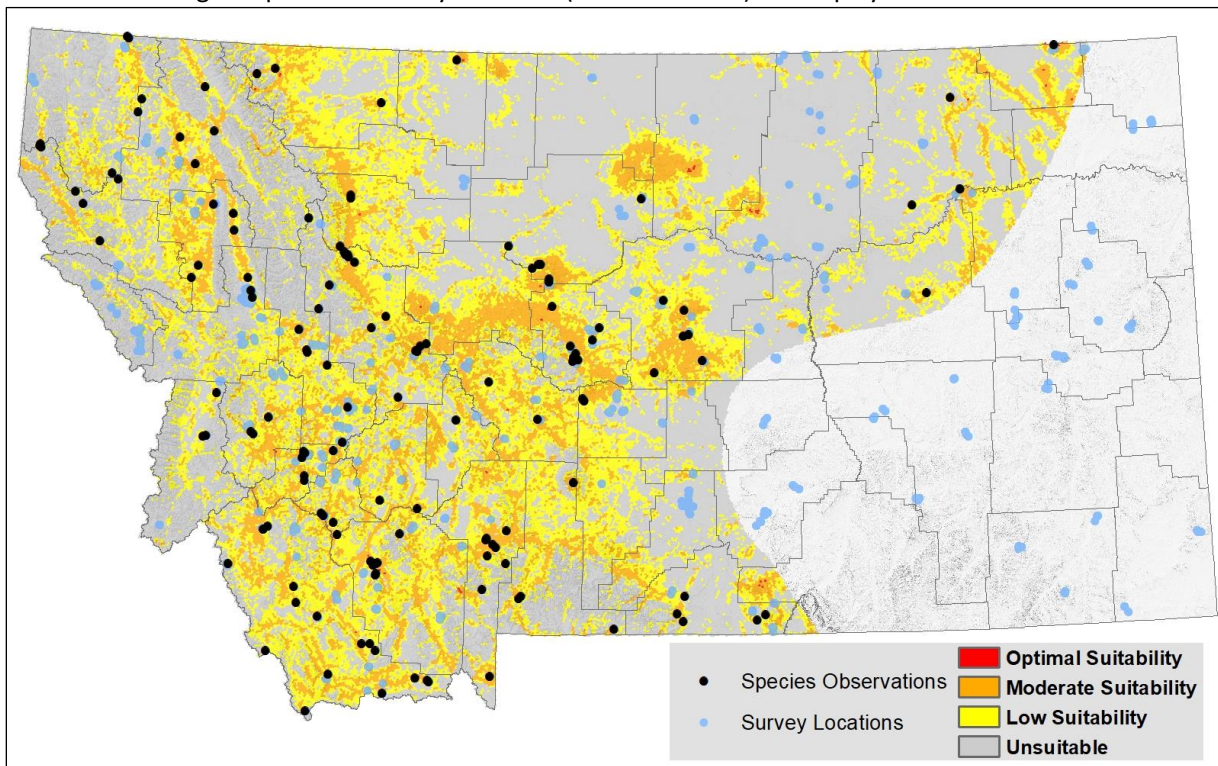 Species Observations
Survey Locations
Optimal Suitability
Moderate Suitability
Low Suitability
Unsuitable